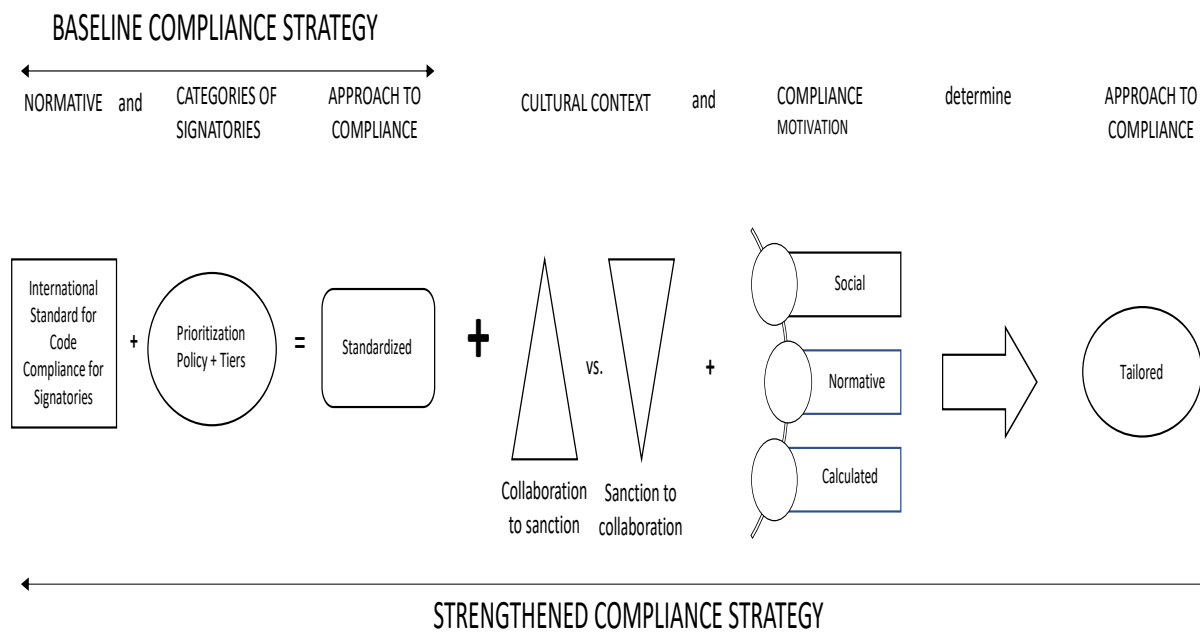 BASELINE COMPLIANCE STRATEGY
NORMATIVE and
CATEGORIES OF
SIGNATORIES
APPROACH TO
COMPLIANCE
CULTURAL CONTEXT and
COMPLIANCE
MOTIVATION
determine
APPROACH TO
COMPLIANCE
International
Standard for
Code
Compliance for
Signatories
+
Prioritization
Policy + Tiers
=
Standardized
+
vs.
Collaboration
to sanction
Sanction to
collaboration
+
Social
Normative
Calculated
Tailored
STRENGTHENED COMPLIANCE STRATEGY